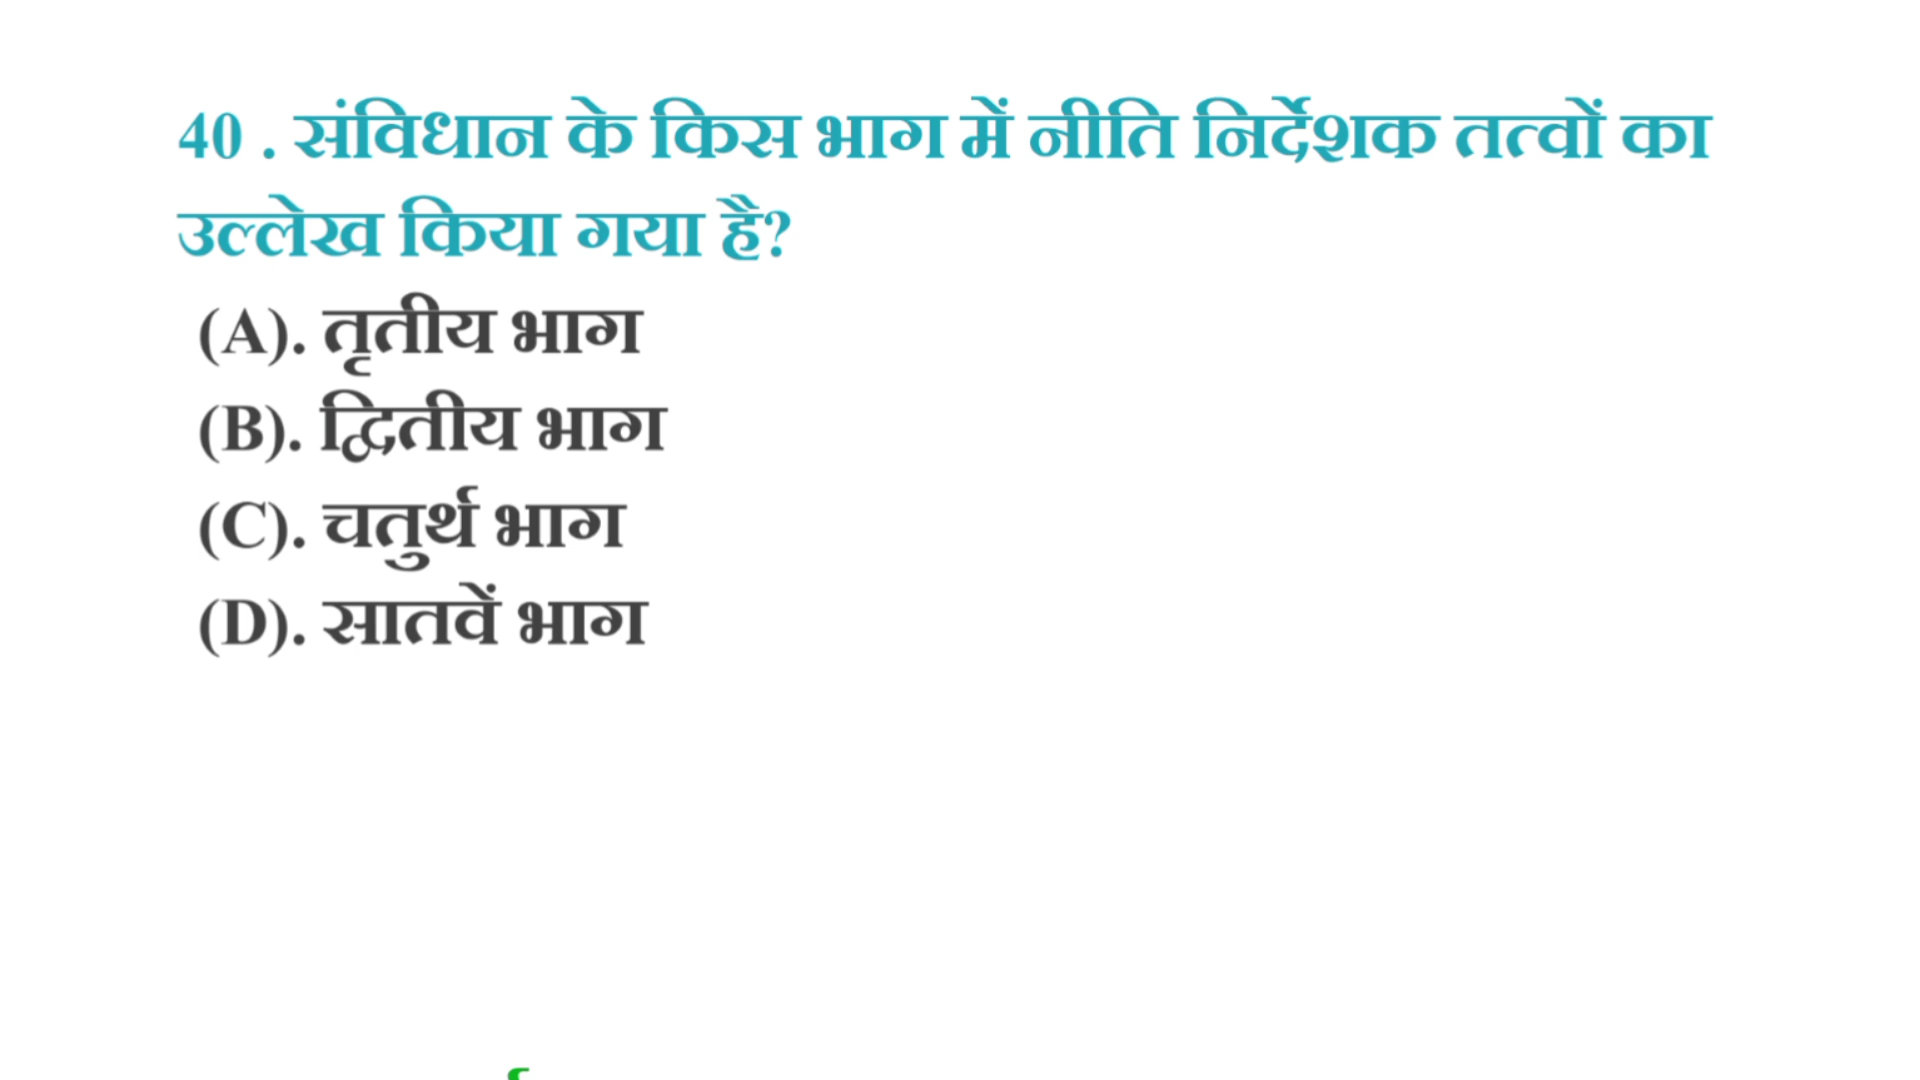 40 . संविधान के किस भाग में नीति निर्देशक तत्वों का
उल्लेख किया गया है?
(A). तृतीय भाग
(B). द्वितीय भाग
(C). चतुर्थ भाग
(D). सातवें भाग